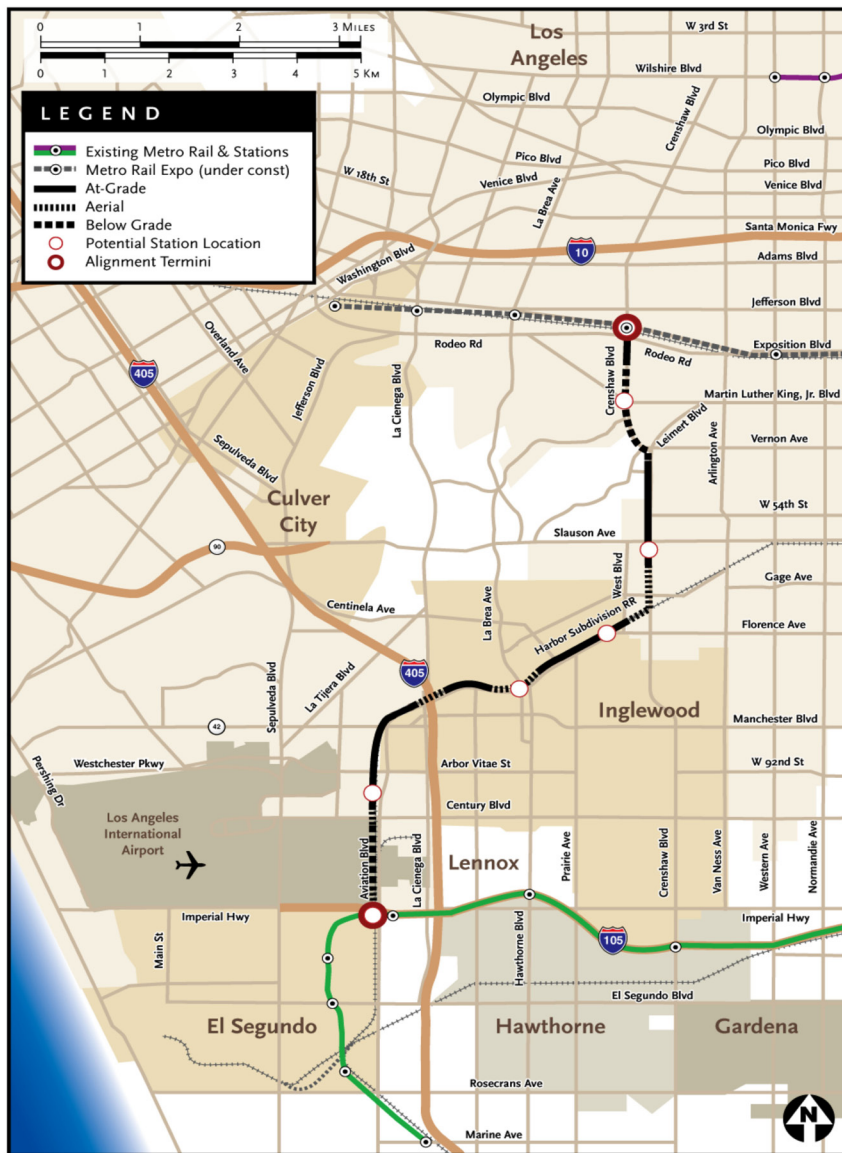 0 1 2 3 MILES
0 1 2 3 4 5 KM
LEGEND
Existing Metro Rail & Stations
Metro Rail Expo (under const)
At-Grade
Aerial
Below Grade
Potential Station Location
Alignment Termini
Los
Angeles
W 3rd St
Wilshire Blvd
Crenshaw Blvd
Olympic Blvd
Olympic Blvd
Pico Blvd
Pico Blvd
W 18th St
Venice Blvd
Venice Blvd
La Brea Ave
Santa Monica Fwy
Washington Blvd
10
Adams Blvd
Jefferson Blvd
Overland Ave
Rodeo Rd
Rodeo Rd
Exposition Blvd
405
Jefferson Blvd
La Cienega Blvd
Crenshaw Blvd
Martin Luther King, Jr. Blvd
Leimert Blvd
Arlington Ave
Vernon Ave
Sepulveda Blvd
Culver
City
W 54th St
90
Slauson Ave
West Blvd
Gage Ave
Centinela Ave
La Brea Ave
Harbor Subdivision RR
Florence Ave
La Tijera Blvd
405
Sepulveda Blvd
Inglewood
42
Manchester Blvd
Pershing Dr
Westchester Pkwy
Arbor Vitae St
W 92nd St
Los Angeles
International
Airport
Century Blvd
Aviation Blvd
La Cienega Blvd
Lennox
Prairie Ave
Crenshaw Blvd
Van Ness Ave
Western Ave
Normandie Ave
Imperial Hwy
Imperial Hwy
Main St
Hawthorne Blvd
105
El Segundo Blvd
El Segundo
Hawthorne
Gardena
Rosecrans Ave
Marine Ave
N